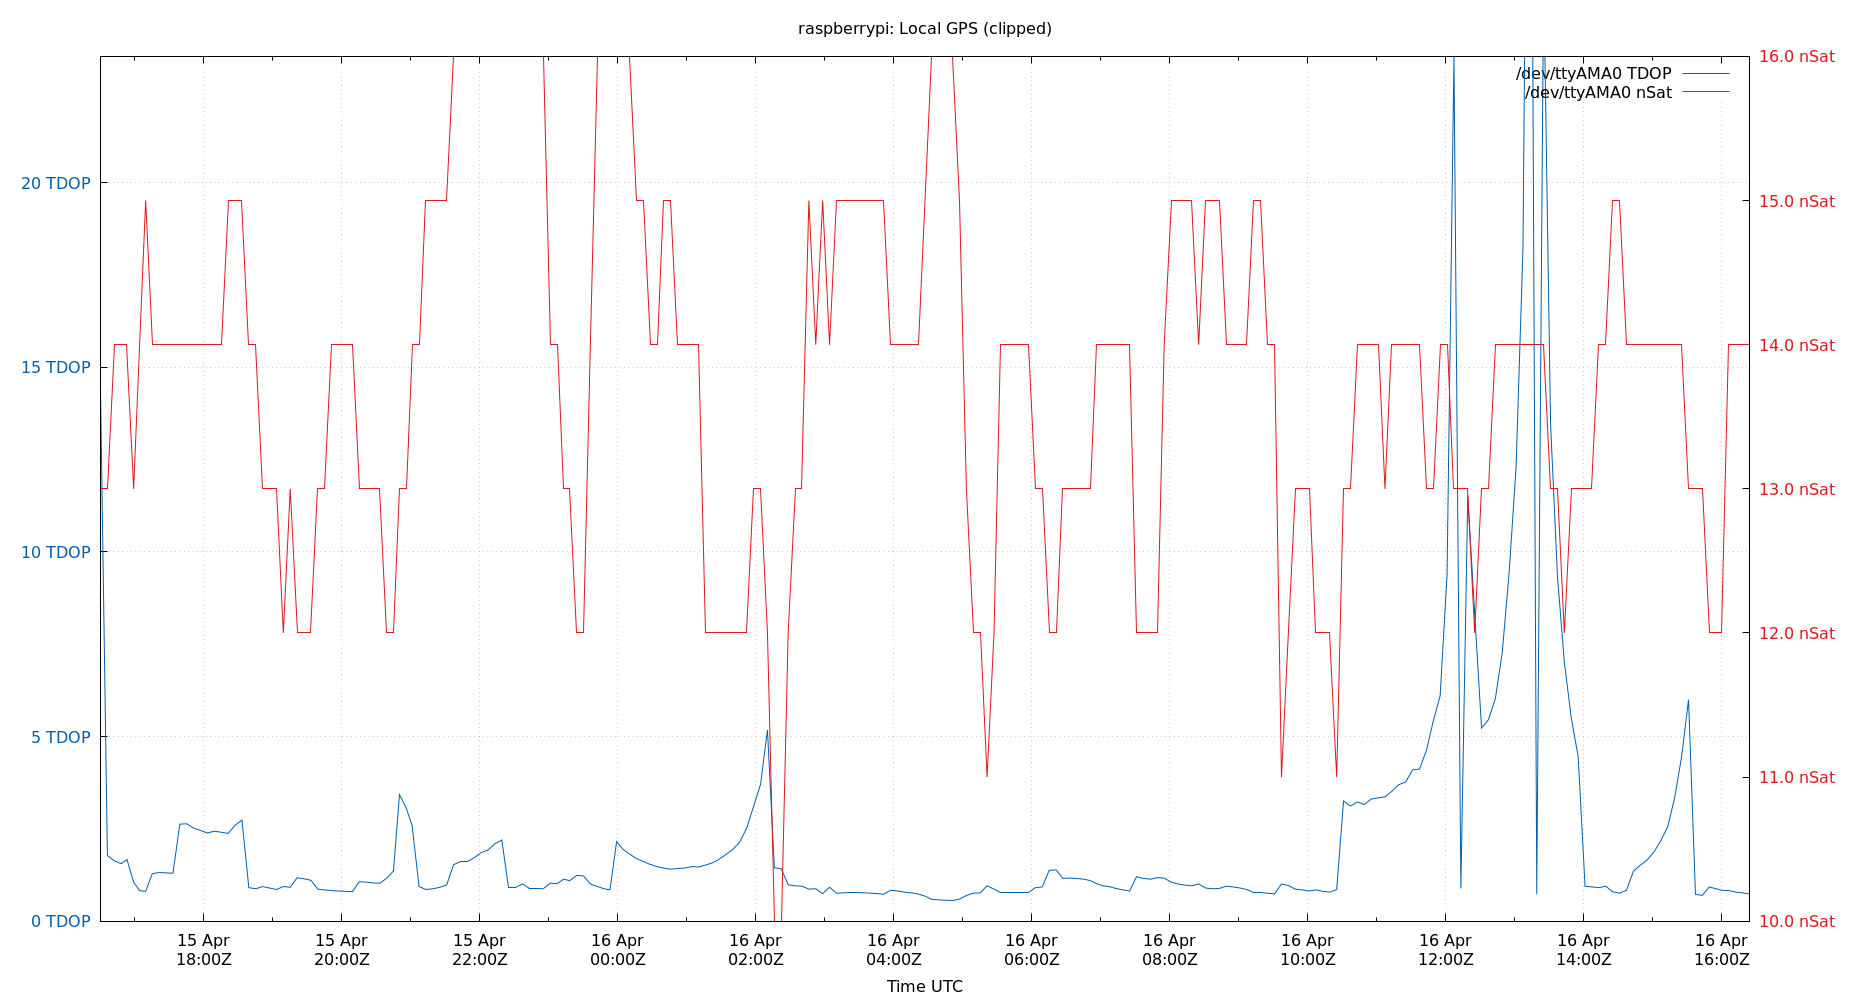 raspberrypi: Local GPS (clipped)
/dev/ttyAMA0 TDOP
/dev/ttyAMA0 nSat
20 TDOP
15 TDOP
10 TDOP
5 TDOP
0 TDOP
16.0 nSat
15.0 nSat
14.0 nSat
13.0 nSat
12.0 nSat
11.0 nSat
10.0 nSat
15 Apr 15 Apr 15 Apr 16 Apr 16 Apr 16 Apr 16 Apr 16 Apr 16 Apr 16 Apr 16 Apr 16 Apr
18:00Z 20:00Z 22:00Z 00:00Z 02:00Z 04:00Z 06:00Z 08:00Z 10:00Z 12:00Z 14:00Z 16:00Z
Time UTC